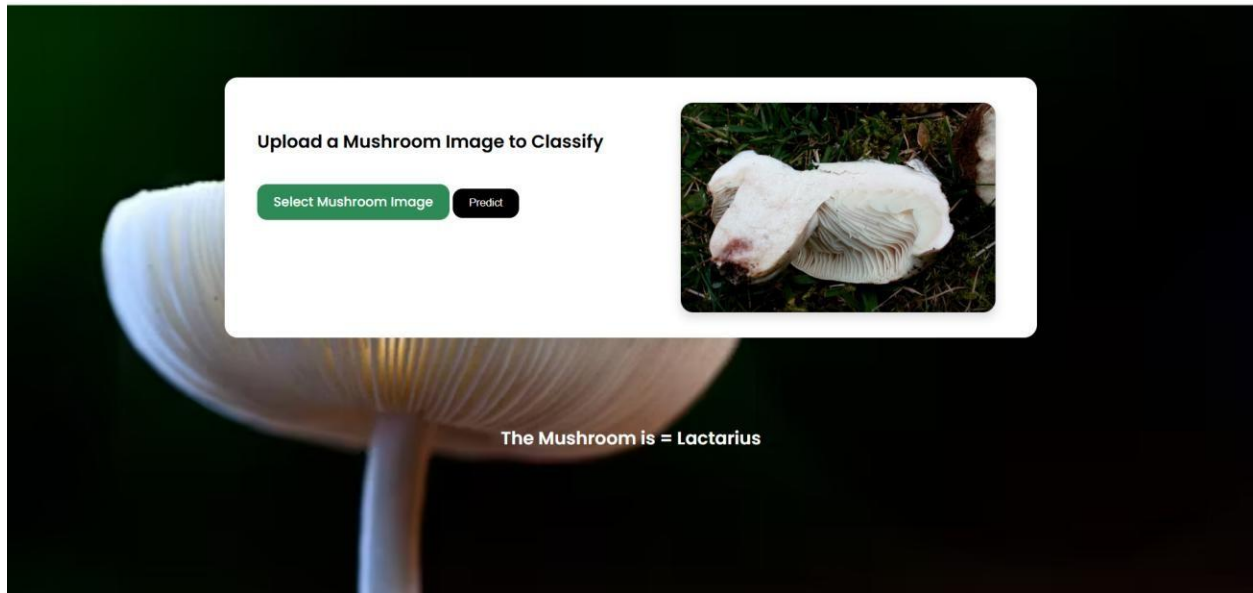 Upload a Mushroom Image to Classify
Select Mushroom Image Predict
The Mushroom is = Lactarius